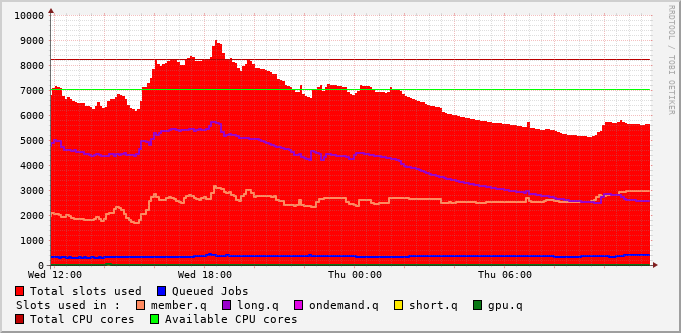 RRDTOOL / TOBI OETIKER
10000
9000
8000
7000
6000
5000
4000
3000
2000
1000
0
Wed 12:00 Wed 18:00 Thu 00:00 Thu 06:00
Total slots used Queued Jobs
Slots used in : member.q long.q ondemand.q short.q gpu.q
Total CPU cores Available CPU cores